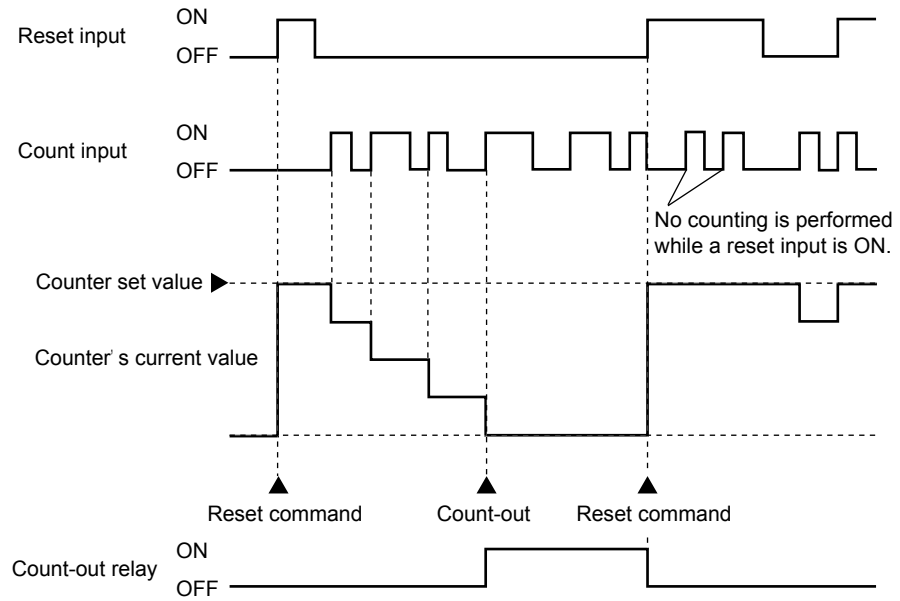 Reset input
ON
OFF
Count input
ON
OFF
No counting is performed
while a reset input is ON.
Counter set value
Counter's current value
Reset command
Count-out
Reset command
Count-out relay
ON
OFF